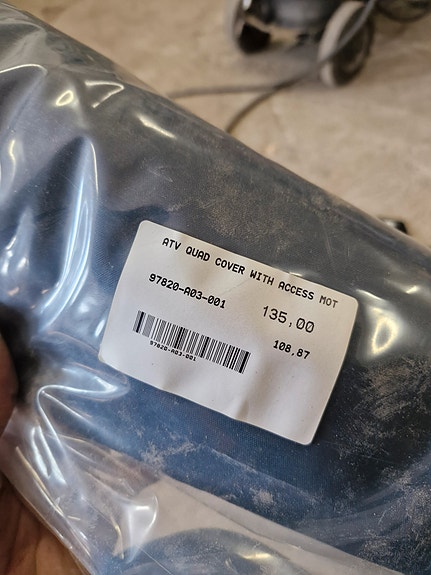 ATV QUAD COVER WITH ACCESS MOT
97820-A03-001 135,00
108,87
97820-A03-001